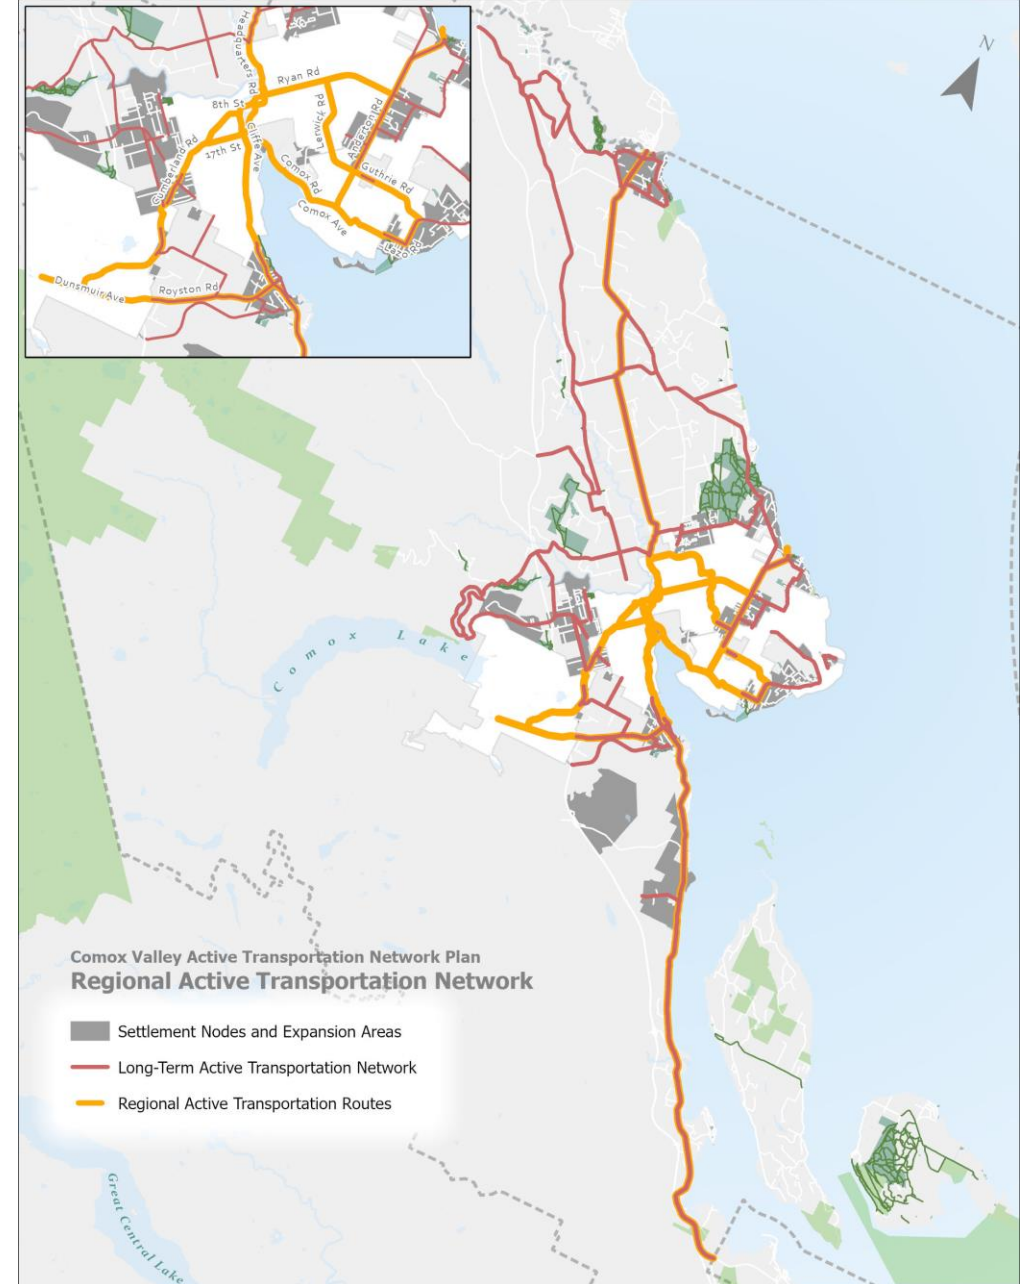 Headquarters Rd
Ryan Rd
8th St
Lerwick Rd
Anderton Rd
Cumberland Rd
17th St
Cliffe Ave
Comox Rd
Guthrie Rd
Comox Ave
Lazo Rd
Dunsmuir Ave
Royston Rd
N
Comox Lake
Comox Valley Active Transportation Network Plan
Regional Active Transportation Network
Settlement Nodes and Expansion Areas
Long-Term Active Transportation Network
Regional Active Transportation Routes
Great Central Lake